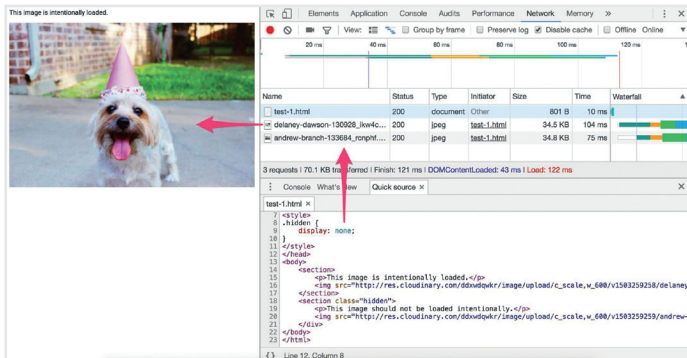 This image is intentionally loaded.
Elements Application Console Audits Performance Network Memory »
View: Group by frame Preserve log Disable cache Offline Online
20 ms 40 ms 60 ms 80 ms 100 ms 120 ms
Name Status Type Initiator Size Time Waterfall
test-1.html 200 document Other 801 B 10 ms
delaney-dawson-130928_lkw4c... 200 jpeg test-1.html 34.5 KB 104 ms
andrew-branch-133684_ronphf.... 200 jpeg test-1.html 34.8 KB 75 ms
3 requests | 70.1 KB transferred | Finish: 121 ms | DOMContentLoaded: 43 ms | Load: 122 ms
Console What's New Quick source ×
test-1.html ×
7 <style>
8 .hidden {
9 display: none;
10 }
11 </style>
12 </head>
13 <body>
14 <section>
15 <p>This image is intentionally loaded.</p>
16 <img src="http://res.cloudinary.com/ddxwdqwkr/image/upload/c_scale,w_600/v1503259258/delaney
17 </section>
18 <section class="hidden">
19 <p>This image should not be loaded intentionally.</p>
20 <img src="http://res.cloudinary.com/ddxwdqwkr/image/upload/c_scale,w_600/v1503259259/andrew-
21 </div>
22 </body>
23 </html>
{} Line 12, Column 8